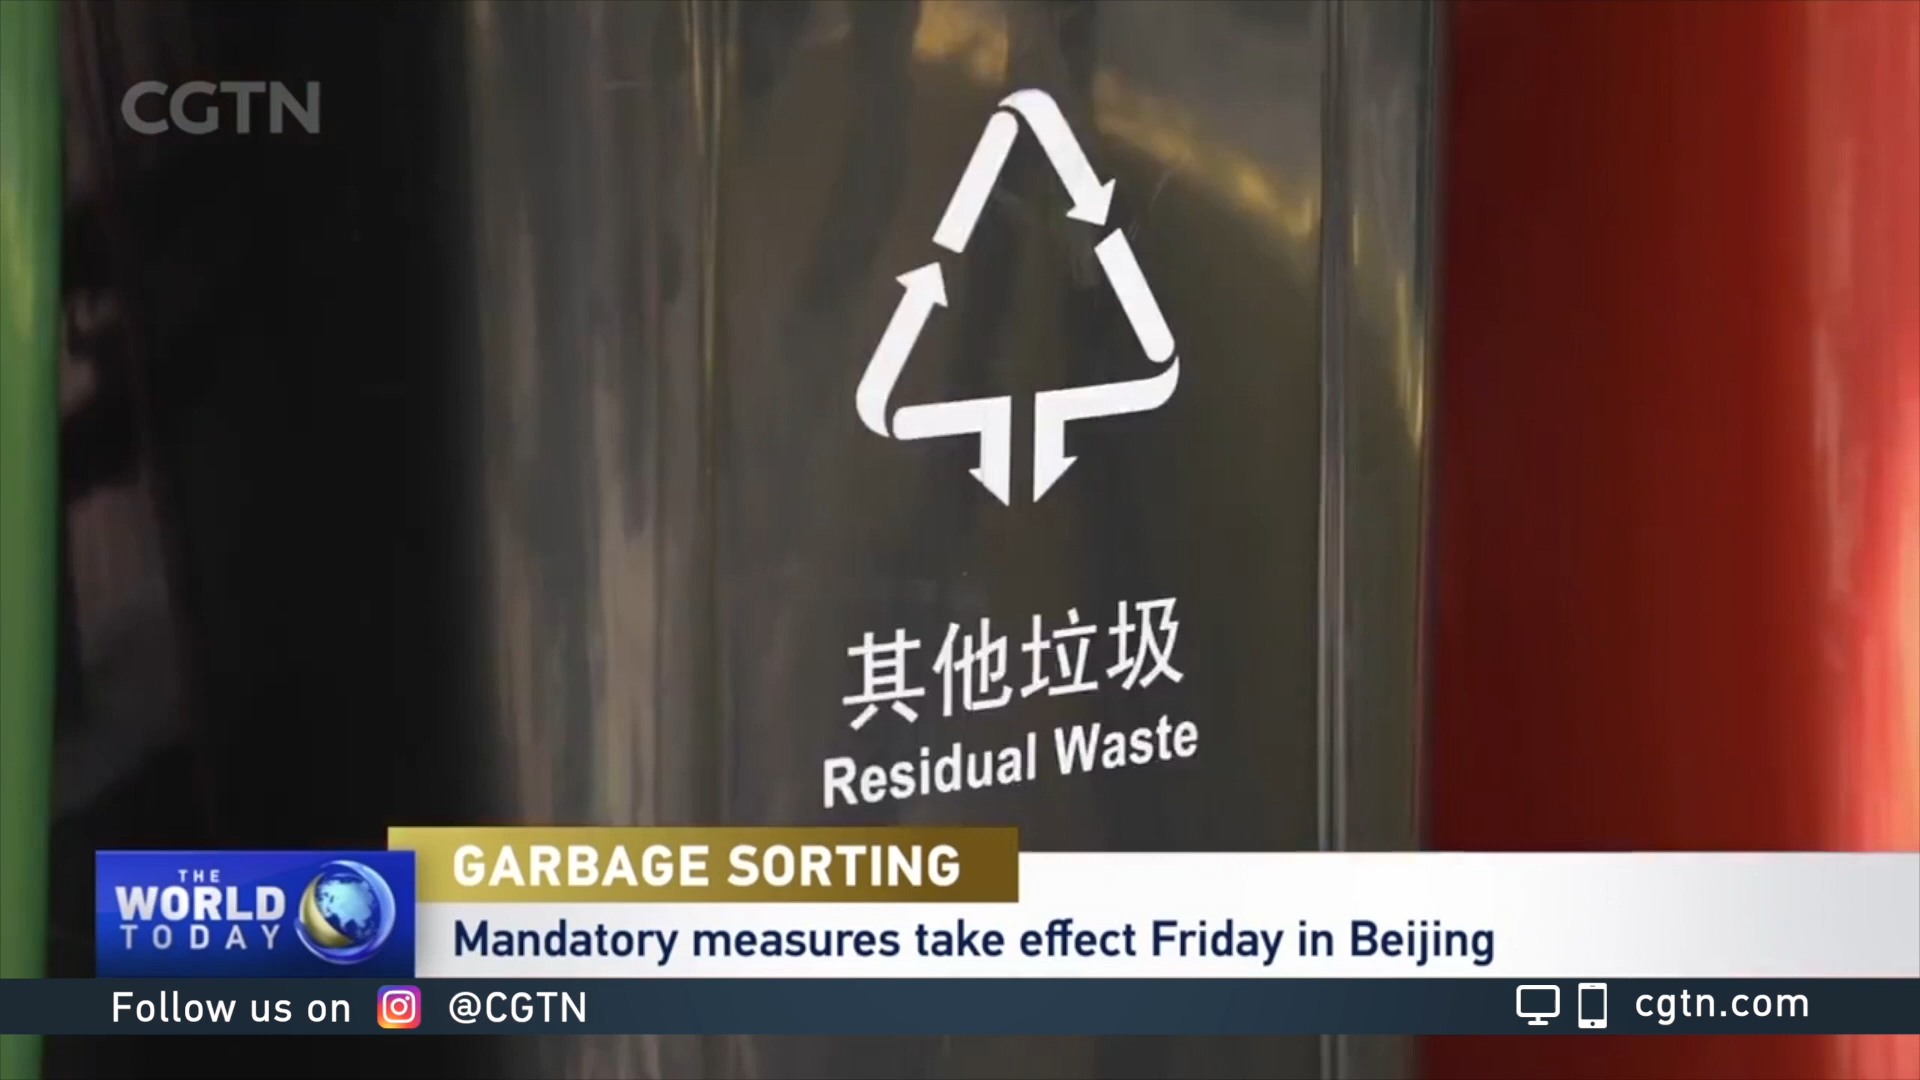 CGTN
其他垃圾
Residual Waste
GARBAGE SORTING
THE
WORLD
TODAY
Mandatory measures take effect Friday in Beijing
Follow us on @CGTN
cgtn.com